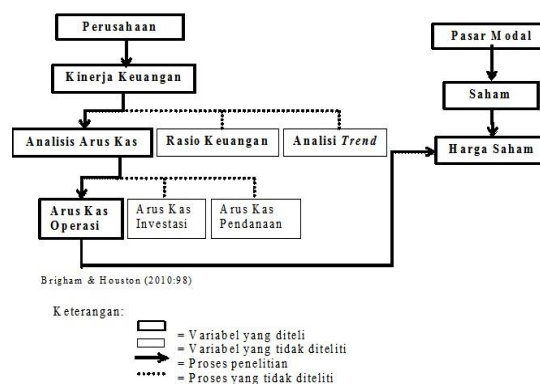 Perusahaan
Pasar Modal
Kinerja Keuangan
Saham
Analisis Arus Kas
Rasio Keuangan
Analisi Trend
Harga Saham
Arus Kas
Operasi
Arus Kas
Investasi
Arus Kas
Pendanaan
Brigham & Houston (2010:98)
Keterangan:
= Variabel yang diteli
= Variabel yang tidak diteliti
= Proses penelitian
= Proses yang tidak diteliti